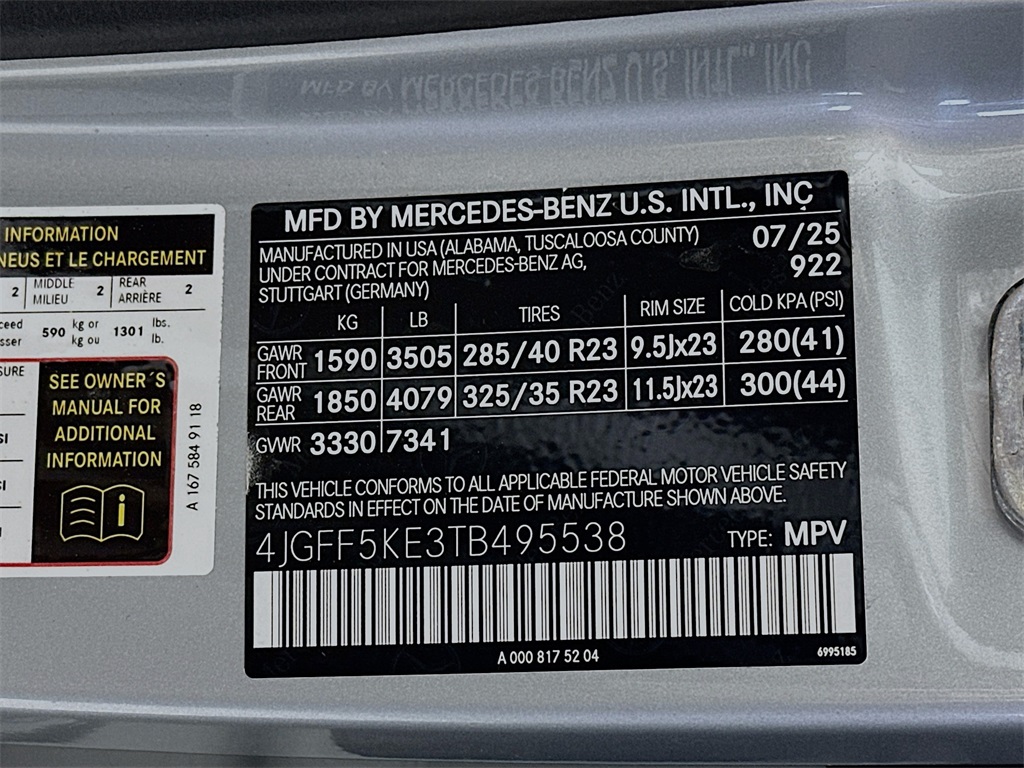 INFORMATION
NEUS ET LE CHARGEMENT
2 MIDDLE MILIEU 2 REAR ARRIÈRE 2
590 kg or kg ou 1301 lbs. lb.
SEE OWNER´S
MANUAL FOR
ADDITIONAL
INFORMATION
A 167 584 91 18
MFD BY MERCEDES-BENZ U.S. INTL., INC
MANUFACTURED IN USA (ALABAMA, TUSCALOOSA COUNTY) 07/25
UNDER CONTRACT FOR MERCEDES-BENZ AG, 922
STUTTGART (GERMANY)
KG LB TIRES RIM SIZE COLD KPA (PSI)
GAWR FRONT 1590 3505 285/40 R23 9.5Jx23 280(41)
GAWR REAR 1850 4079 325/35 R23 11.5Jx23 300(44)
GVWR 3330 7341
THIS VEHICLE CONFORMS TO ALL APPLICABLE FEDERAL MOTOR VEHICLE SAFETY
STANDARDS IN EFFECT ON THE DATE OF MANUFACTURE SHOWN ABOVE.
4JGFF5KE3TB495538 TYPE: MPV
A 000 817 52 04 6995185